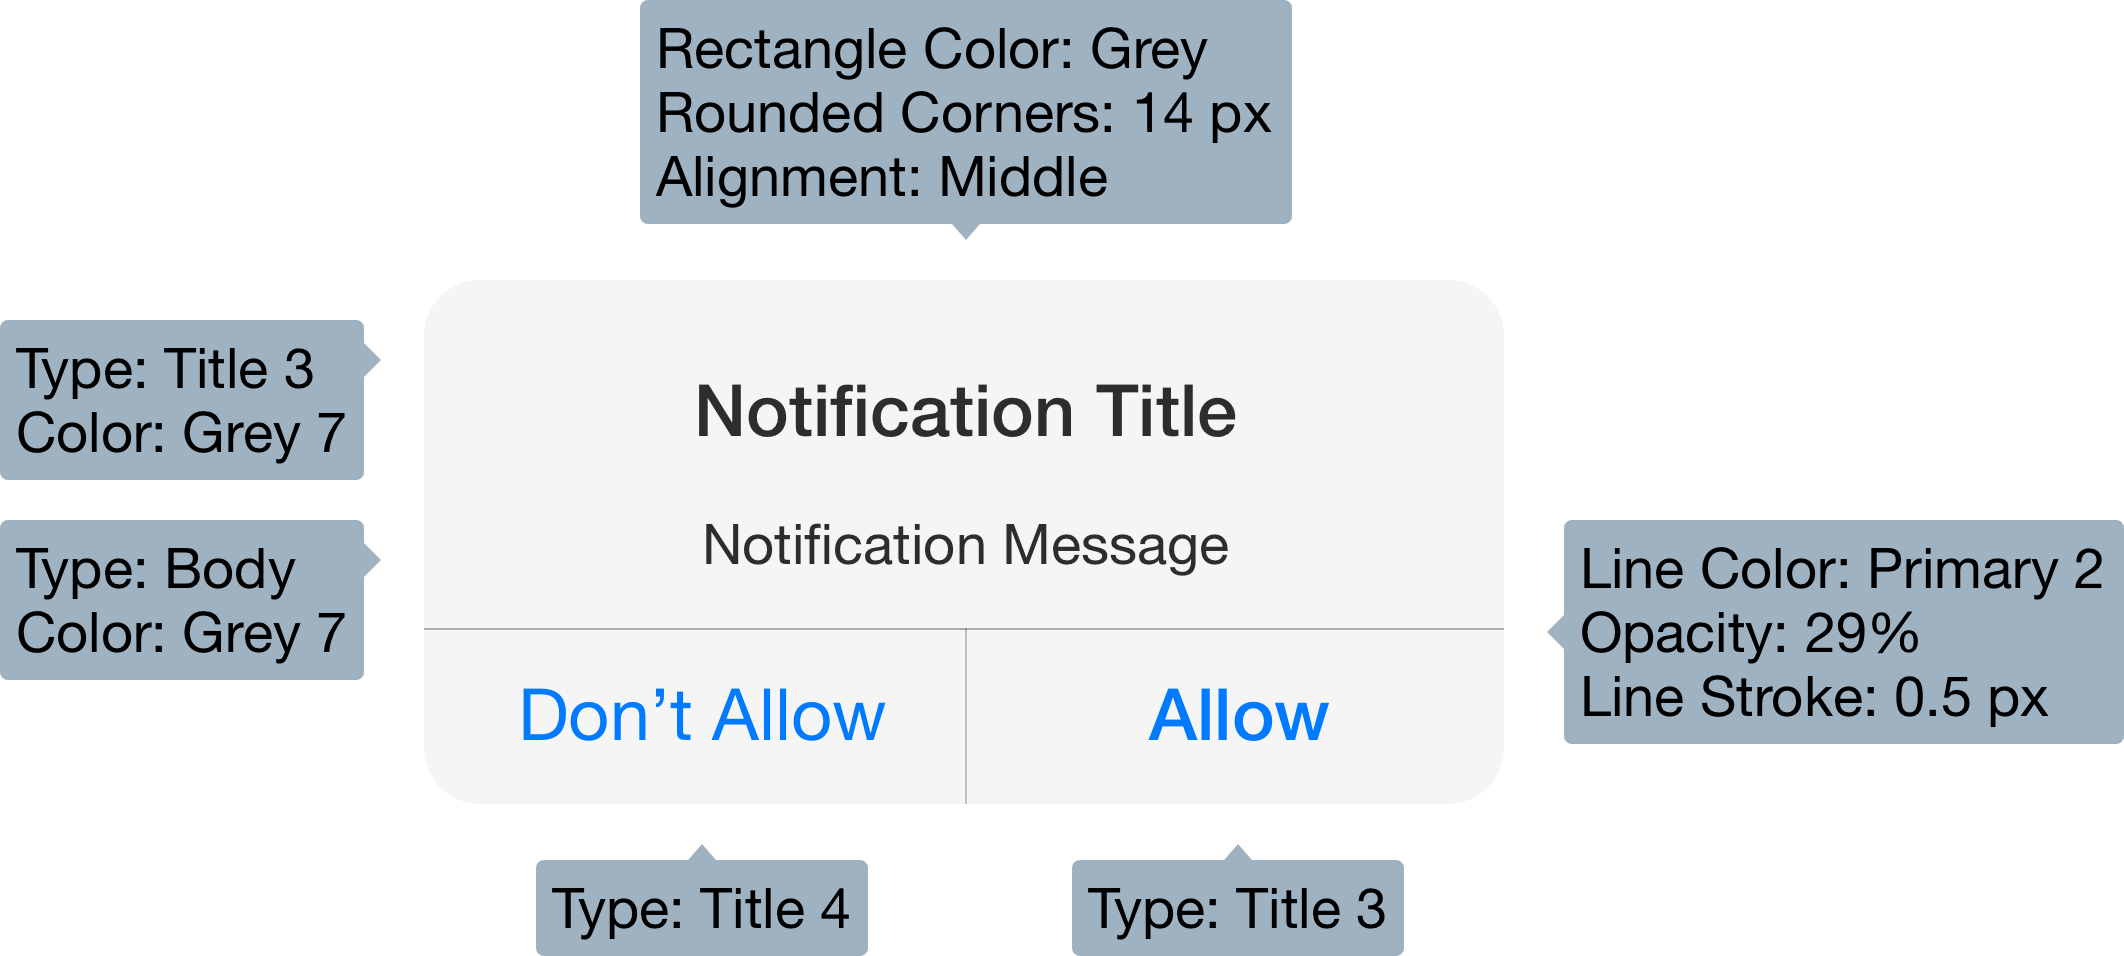 Rectangle Color: Grey
Rounded Corners: 14 px
Alignment: Middle
Type: Title 3
Color: Grey 7
Notification Title
Type: Body
Color: Grey 7
Notification Message
Line Color: Primary 2
Opacity: 29%
Line Stroke: 0.5 px
Don’t Allow
Allow
Type: Title 4
Type: Title 3